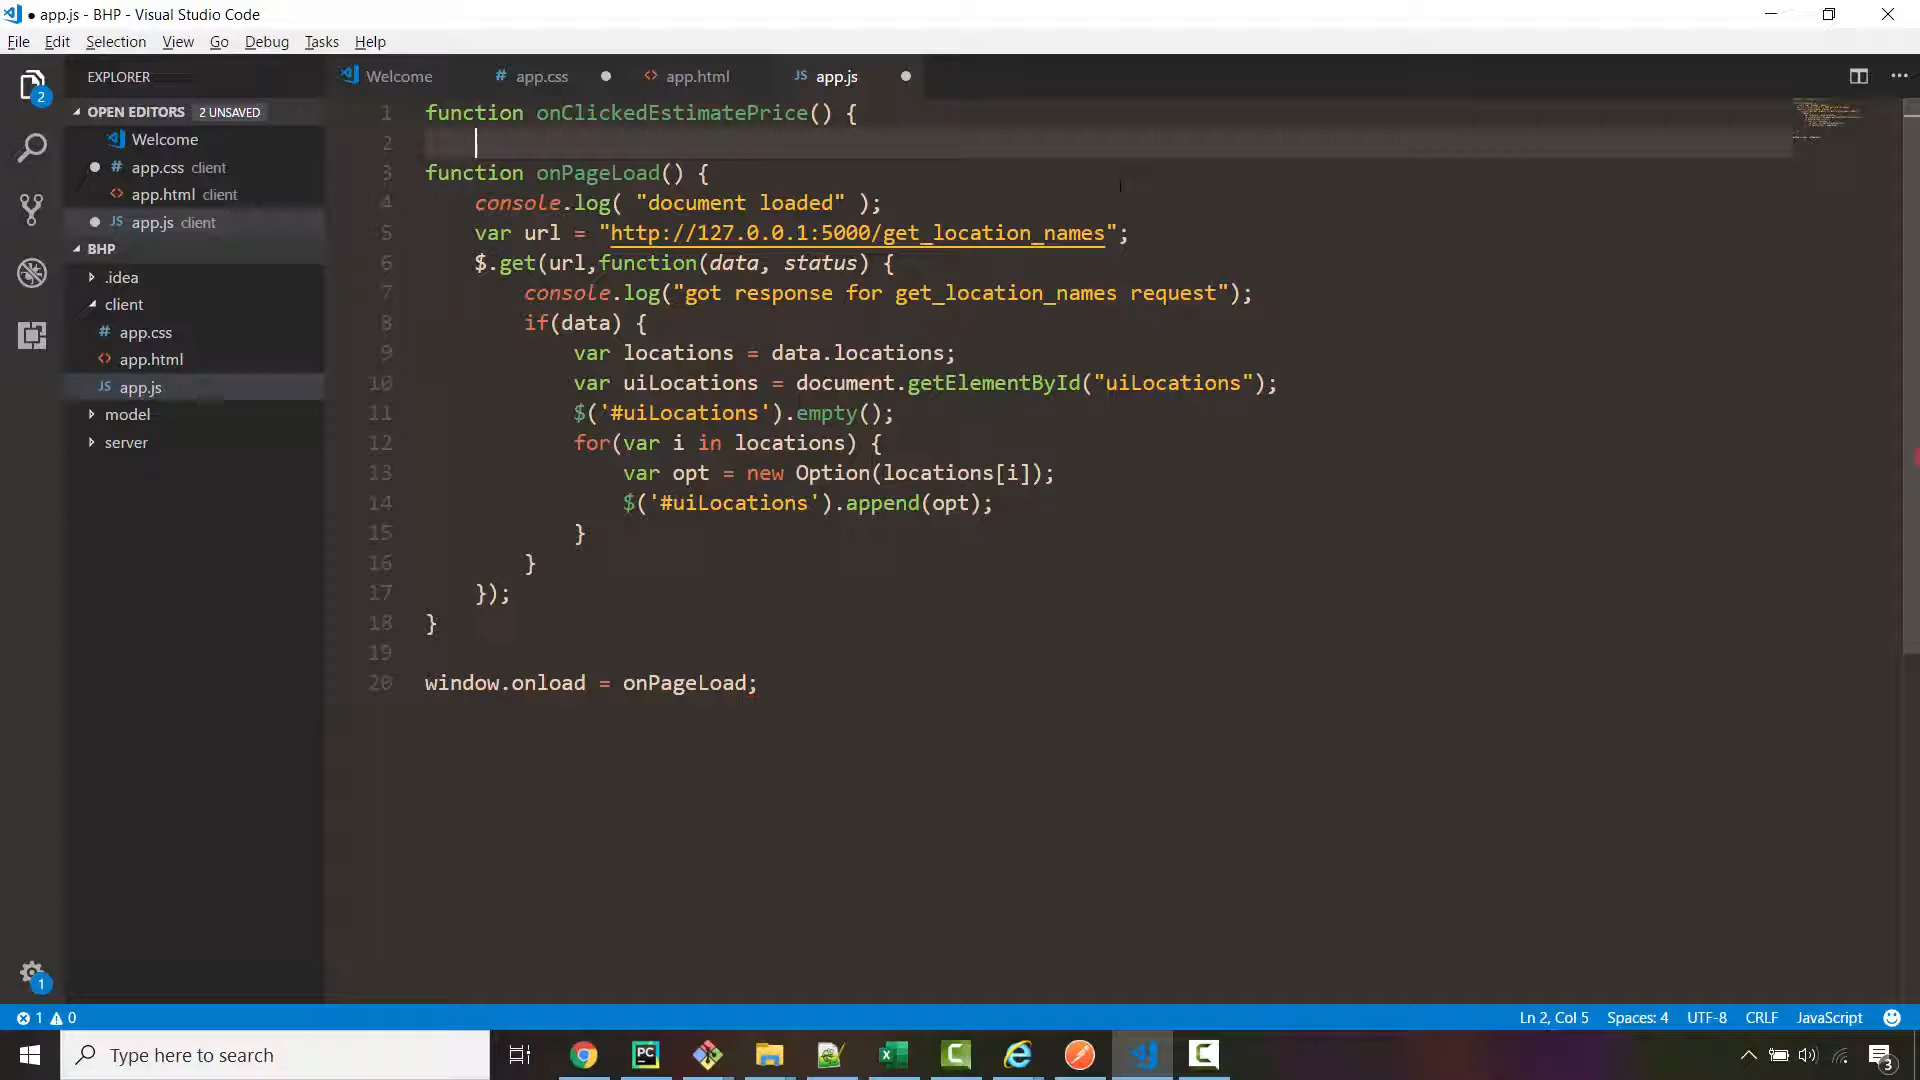 ● app.js - BHP - Visual Studio Code
File Edit Selection View Go Debug Tasks Help
EXPLORER
Welcome
# app.css ●
<> app.html
JS app.js ●
OPEN EDITORS 2 UNSAVED
Welcome
● # app.css client
<> app.html client
● JS app.js client
BHP
.idea
client
# app.css
<> app.html
JS app.js
model
server
1 function onClickedEstimatePrice() {
2
3 function onPageLoad() {
4 console.log( "document loaded" );
5 var url = "http://127.0.0.1:5000/get_location_names";
6 $.get(url,function(data, status) {
7 console.log("got response for get_location_names request");
8 if(data) {
9 var locations = data.locations;
10 var uiLocations = document.getElementById("uiLocations");
11 $('#uiLocations').empty();
12 for(var i in locations) {
13 var opt = new Option(locations[i]);
14 $('#uiLocations').append(opt);
15 }
16 }
17 });
18 }
19
20 window.onload = onPageLoad;
2
1
1 0
Ln 2, Col 5 Spaces: 4 UTF-8 CRLF JavaScript
Type here to search
PC
C
C
3